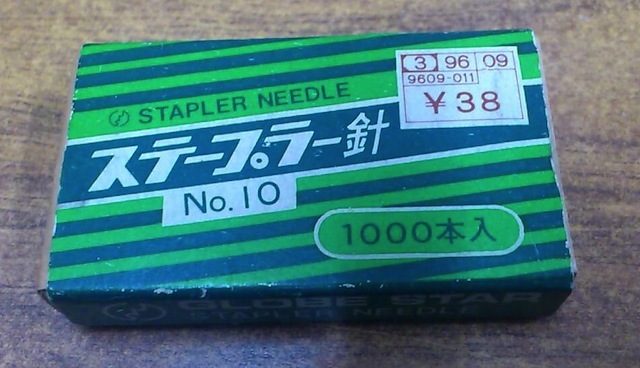 3 96 09
9609-011
¥38
STAPLER NEEDLE
ステープラー針
No.10
1000本入
GLOBE STAR
STAPLER NEEDLE